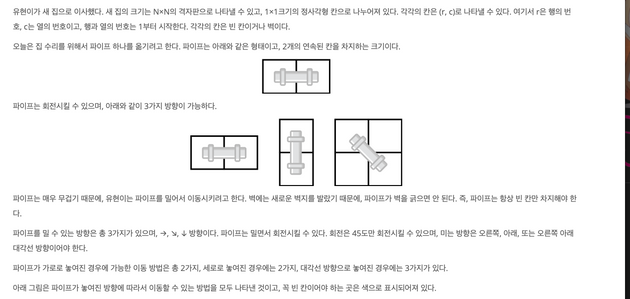 유현이가 새 집으로 이사했다. 새 집의 크기는 N×N의 격자판으로 나타낼 수 있고, 1×1크기의 정사각형 칸으로 나누어져 있다. 각각의 칸은 (r, c)로 나타낼 수 있다. 여기서 r은 행의 번
호, c는 열의 번호이고, 행과 열의 번호는 1부터 시작한다. 각각의 칸은 빈 칸이거나 벽이다.
오늘은 집 수리를 위해서 파이프 하나를 옮기려고 한다. 파이프는 아래와 같은 형태이고, 2개의 연속된 칸을 차지하는 크기이다.
파이프는 회전시킬 수 있으며, 아래와 같이 3가지 방향이 가능하다.
파이프는 매우 무겁기 때문에, 유현이는 파이프를 밀어서 이동시키려고 한다. 벽에는 새로운 벽지를 발랐기 때문에, 파이프가 벽을 긁으면 안 된다. 즉, 파이프는 항상 빈 칸만 차지해야 한
다.
파이프를 밀 수 있는 방향은 총 3가지가 있으며, →, ↘, ↓ 방향이다. 파이프는 밀면서 회전시킬 수 있다. 회전은 45도만 회전시킬 수 있으며, 미는 방향은 오른쪽, 아래, 또는 오른쪽 아래
대각선 방향이어야 한다.
파이프가 가로로 놓여진 경우에 가능한 이동 방법은 총 2가지, 세로로 놓여진 경우에는 2가지, 대각선 방향으로 놓여진 경우에는 3가지가 있다.
아래 그림은 파이프가 놓여진 방향에 따라서 이동할 수 있는 방법을 모두 나타낸 것이고, 꼭 빈 칸이어야 하는 곳은 색으로 표시되어져 있다.